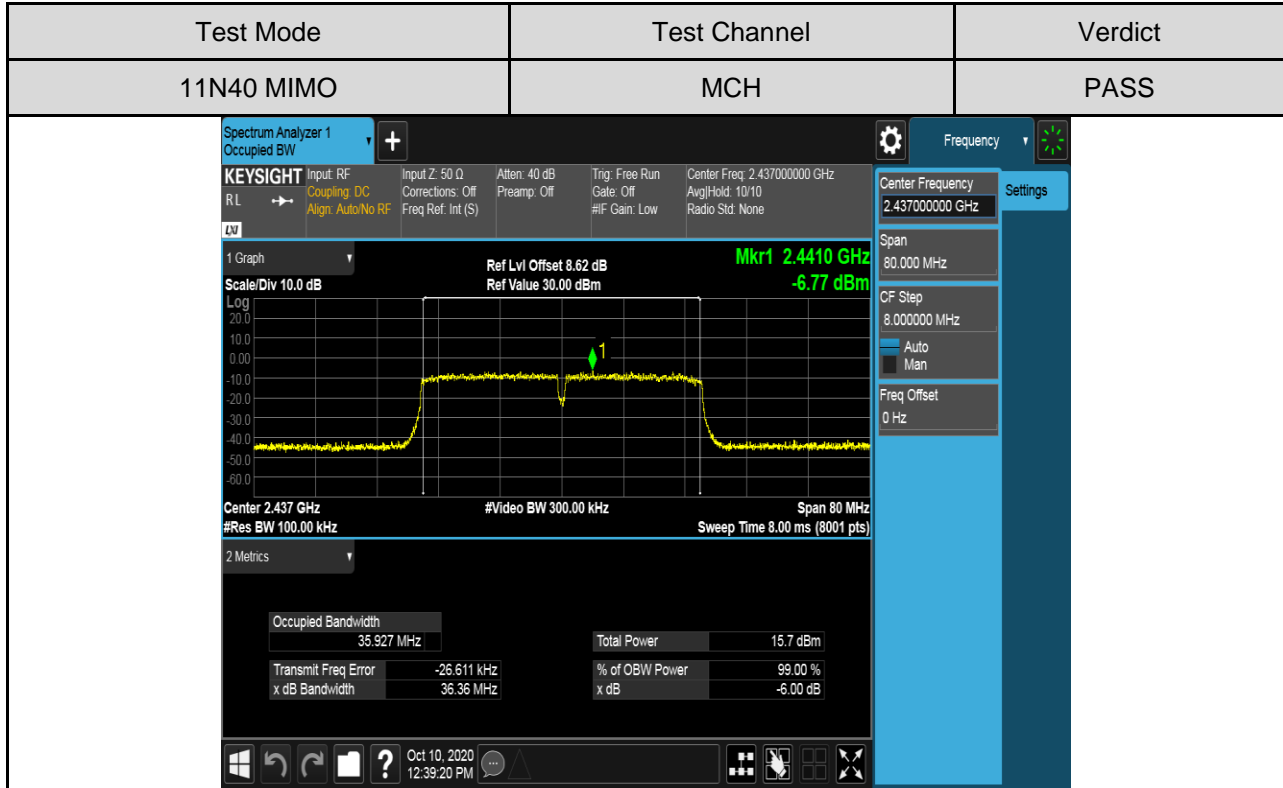 Test Mode Test Channel Verdict
11N40 MIMO MCH PASS
Spectrum Analyzer 1
Occupied BW
+
Frequency
KEYSIGHT Input: RF Input Z: 50 Ω Atten: 40 dB Trig: Free Run Center Freq: 2.437000000 GHz
RL Coupling: DC Corrections: Off Preamp: Off Gate: Off Avg|Hold: 10/10
Align: Auto/No RF Freq Ref: Int (S) #IF Gain: Low Radio Std: None
LXI
Center Frequency
2.437000000 GHz
Settings
Span
80.000 MHz
CF Step
8.000000 MHz
Auto
Man
Freq Offset
0 Hz
1 Graph Ref Lvl Offset 8.62 dB Mkr1 2.4410 GHz
Scale/Div 10.0 dB Ref Value 30.00 dBm -6.77 dBm
Log
20.0
10.0
1
0.00
-10.0
-20.0
-30.0
-40.0
-50.0
-60.0
Center 2.437 GHz #Video BW 300.00 kHz Span 80 MHz
#Res BW 100.00 kHz Sweep Time 8.00 ms (8001 pts)
2 Metrics
Occupied Bandwidth
35.927 MHz Total Power 15.7 dBm
Transmit Freq Error -26.611 kHz % of OBW Power 99.00 %
x dB Bandwidth 36.36 MHz x dB -6.00 dB
? Oct 10, 2020
12:39:20 PM